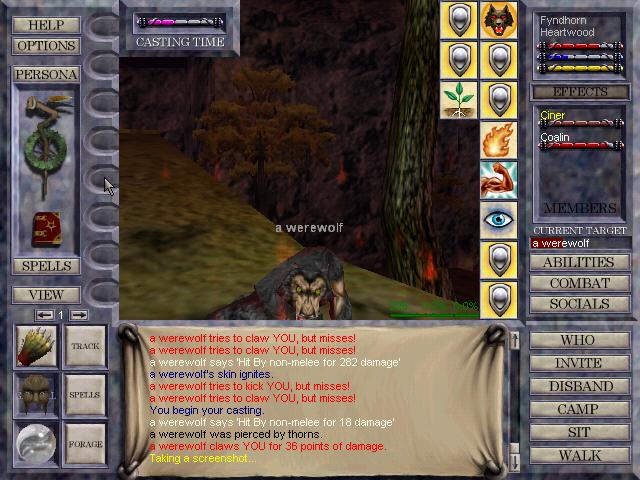 HELP
OPTIONS
PERSONA
SPELLS
VIEW
1
TRACK
SPELLS
FORAGE
CASTING TIME
a werewolf
Fyndhorn
Heartwood
EFFECTS
Ciner
Coalin
MEMBERS
CURRENT TARGET
a werewolf
ABILITIES
COMBAT
SOCIALS
WHO
INVITE
DISBAND
CAMP
SIT
WALK
a werewolf tries to claw YOU, but misses!
a werewolf tries to claw YOU, but misses!
a werewolf says 'Hit By non-melee for 282 damage'
a werewolf's skin ignites.
a werewolf tries to kick YOU, but misses!
a werewolf tries to claw YOU, but misses!
You begin your casting.
a werewolf says 'Hit By non-melee for 18 damage'
a werewolf was pierced by thorns.
a werewolf claws YOU for 36 points of damage.
Taking a screenshot...